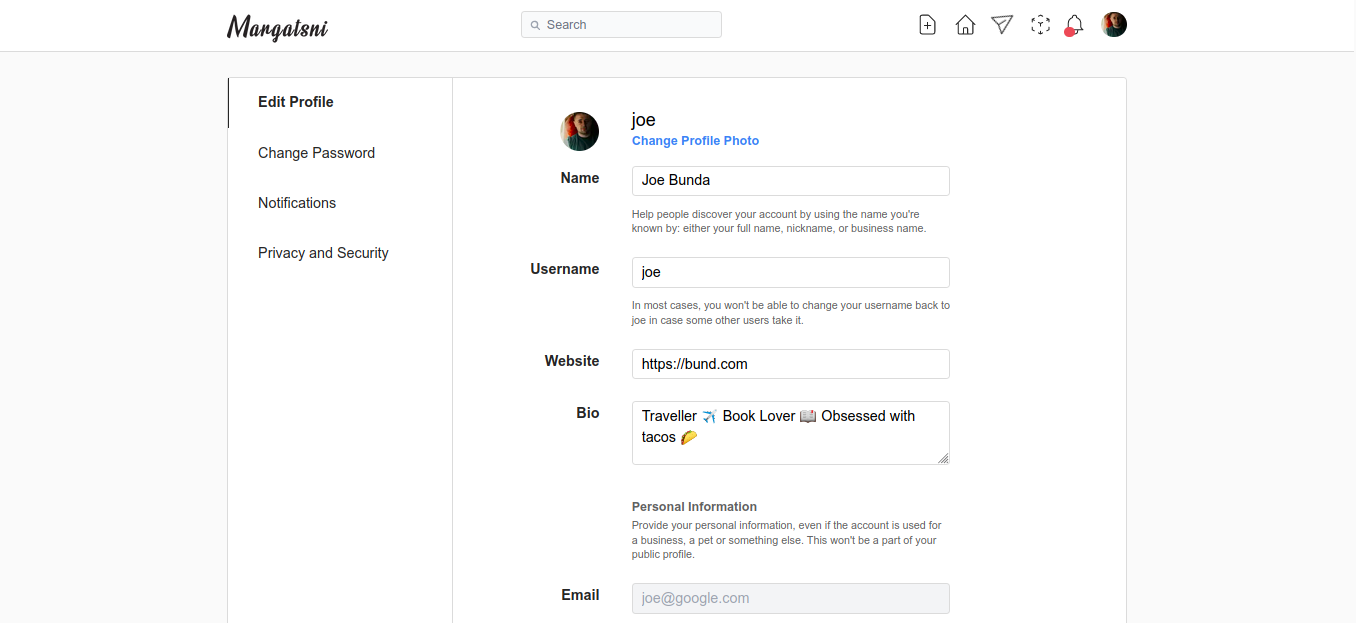 Margatsni
Search
Edit Profile
Change Password
Notifications
Privacy and Security
joe
Change Profile Photo
Name
Joe Bunda
Help people discover your account by using the name you're
known by: either your full name, nickname, or business name.
Username
joe
In most cases, you won't be able to change your username back to
joe in case some other users take it.
Website
https://bund.com
Bio
Traveller ✈️ Book Lover 📖 Obsessed with
tacos 🌮
Personal Information
Provide your personal information, even if the account is used for
a business, a pet or something else. This won't be a part of your
public profile.
Email
joe@google.com